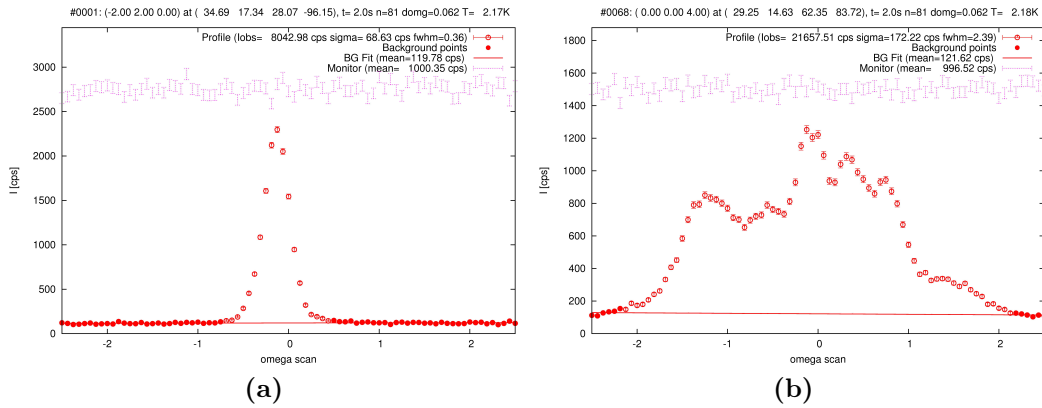 #0001: (-2.00 2.00 0.00) at ( 34.69 17.34 28.07 -96.15), t= 2.0s n=81 domg=0.062 T= 2.17K
Profile (Iobs= 8042.98 cps sigma= 68.63 cps fwhm=0.36)
Background points
BG Fit (mean=119.78 cps)
Monitor (mean= 1000.35 cps)
3000
2500
2000
1500
1000
500
0
I [cps]
-2 -1 0 1 2
omega scan
(a)
#0068: ( 0.00 0.00 4.00) at ( 29.25 14.63 62.35 83.72), t= 2.0s n=81 domg=0.062 T= 2.18K
Profile (Iobs= 21657.51 cps sigma=172.22 cps fwhm=2.39)
Background points
BG Fit (mean=121.62 cps)
Monitor (mean= 996.52 cps)
1800
1600
1400
1200
1000
800
600
400
200
0
I [cps]
-2 -1 0 1 2
omega scan
(b)